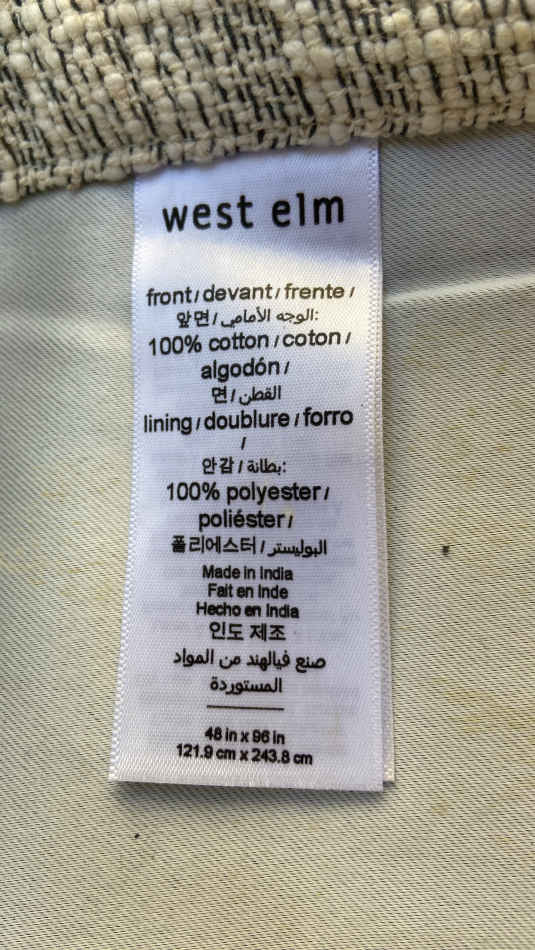 west elm
front / devant / frente /
앞면 / الوجه الأمامي:
100% cotton / coton /
algodón /
면 / القطن
lining / doublure / forro
/
안감 / بطانة:
100% polyester /
poliéster /
폴리에스터 / البوليستر
Made in India
Fait en Inde
Hecho en India
인도 제조
صنع فيالهند من المواد
المستوردة
48 in x 96 in
121.9 cm x 243.8 cm